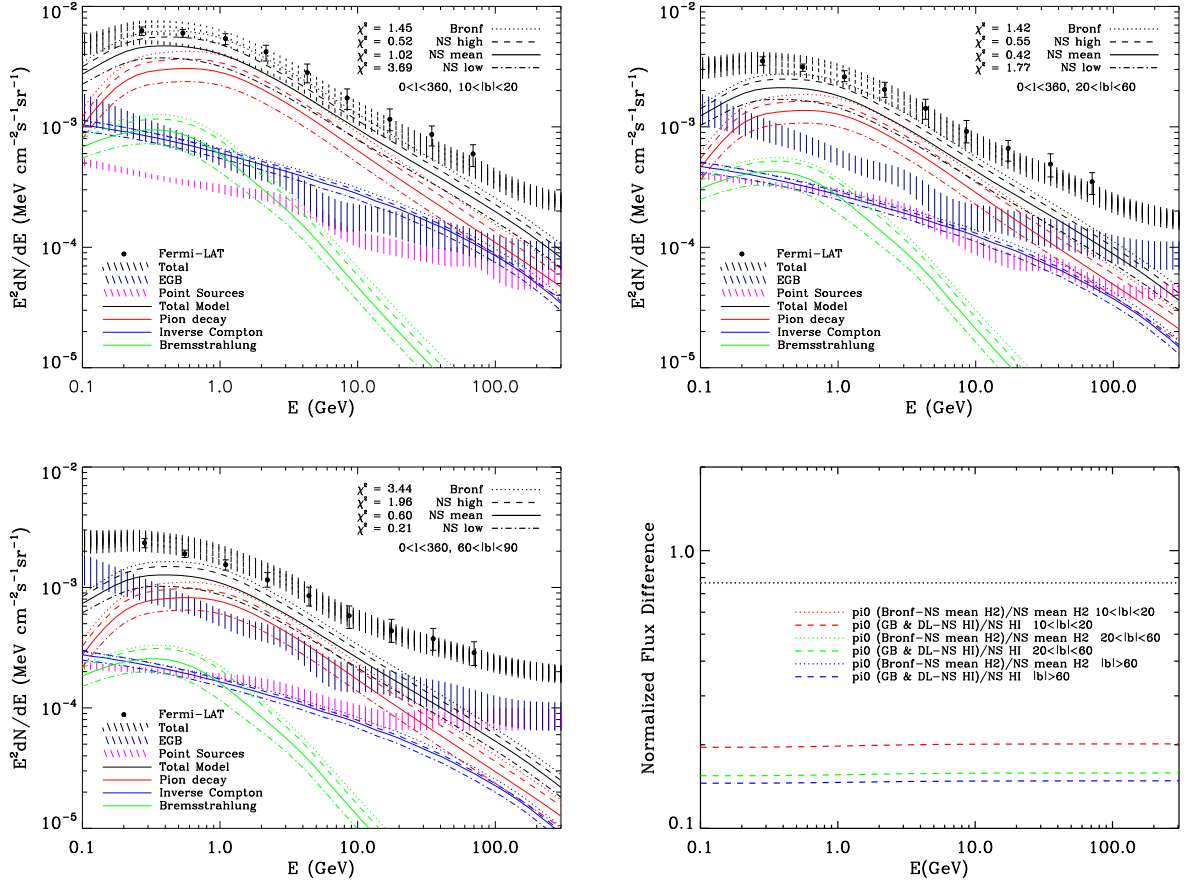 10⁻²
10⁻³
10⁻⁴
10⁻⁵
E²dN/dE (MeV cm⁻²s⁻¹sr⁻¹)
χ² = 1.45 Bronf
χ² = 0.52 NS high
χ² = 1.02 NS mean
χ² = 3.69 NS low
0<l<360, 10<|b|<20
Fermi-LAT
Total
EGB
Point Sources
Total Model
Pion decay
Inverse Compton
Bremsstrahlung
0.1 1.0 10.0 100.0
E (GeV)
10⁻²
10⁻³
10⁻⁴
10⁻⁵
E²dN/dE (MeV cm⁻²s⁻¹sr⁻¹)
χ² = 1.42 Bronf
χ² = 0.55 NS high
χ² = 0.42 NS mean
χ² = 1.77 NS low
0<l<360, 20<|b|<60
Fermi-LAT
Total
EGB
Point Sources
Total Model
Pion decay
Inverse Compton
Bremsstrahlung
0.1 1.0 10.0 100.0
E (GeV)
10⁻²
10⁻³
10⁻⁴
10⁻⁵
E²dN/dE (MeV cm⁻²s⁻¹sr⁻¹)
χ² = 3.44 Bronf
χ² = 1.96 NS high
χ² = 0.60 NS mean
χ² = 0.21 NS low
0<l<360, 60<|b|<90
Fermi-LAT
Total
EGB
Point Sources
Total Model
Pion decay
Inverse Compton
Bremsstrahlung
0.1 1.0 10.0 100.0
E (GeV)
1.0
0.1
Normalized Flux Difference
pi0 (Bronf-NS mean H2)/NS mean H2 10<|b|<20
pi0 (GB & DL-NS HI)/NS HI 10<|b|<20
pi0 (Bronf-NS mean H2)/NS mean H2 20<|b|<60
pi0 (GB & DL-NS HI)/NS HI 20<|b|<60
pi0 (Bronf-NS mean H2)/NS mean H2 |b|>60
pi0 (GB & DL-NS HI)/NS HI |b|>60
0.1 1.0 10.0 100.0
E(GeV)